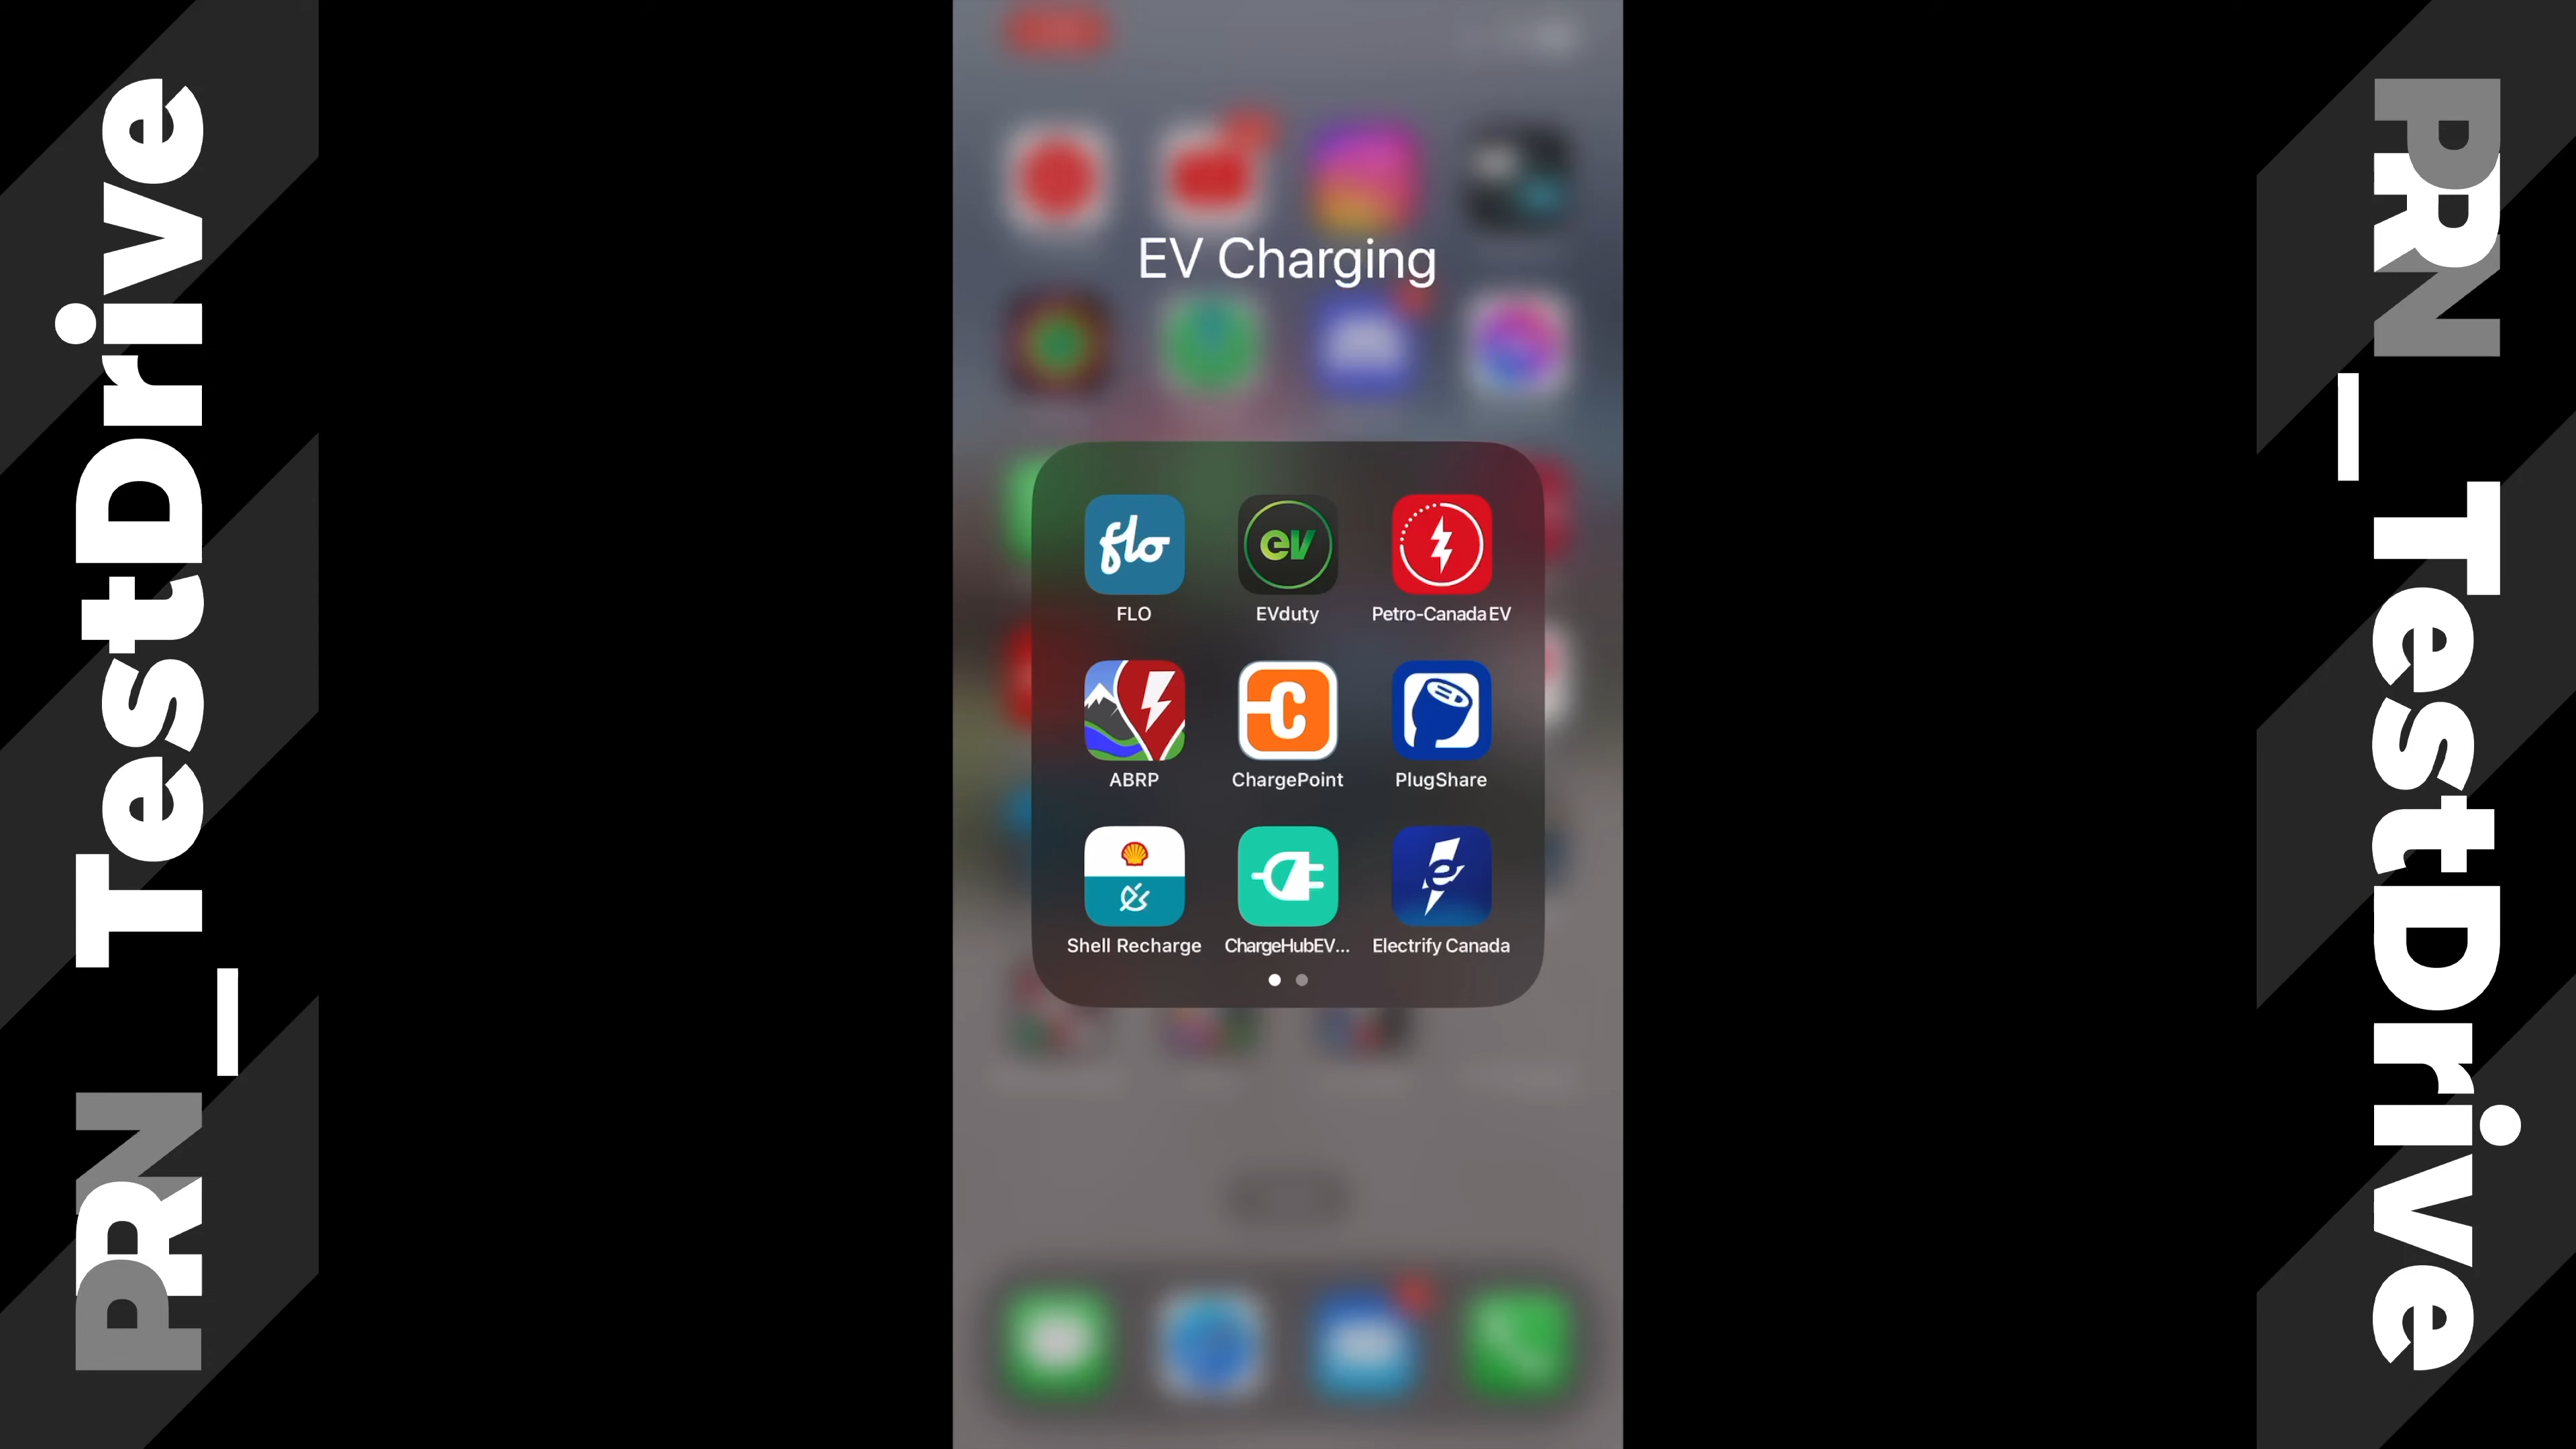 PRN_TestDrive
EV Charging
flo
ev
FLO
EVduty
Petro-Canada EV
C
ABRP
ChargePoint
PlugShare
e
Shell Recharge
ChargeHubEV...
Electrify Canada
PRN_TestDrive